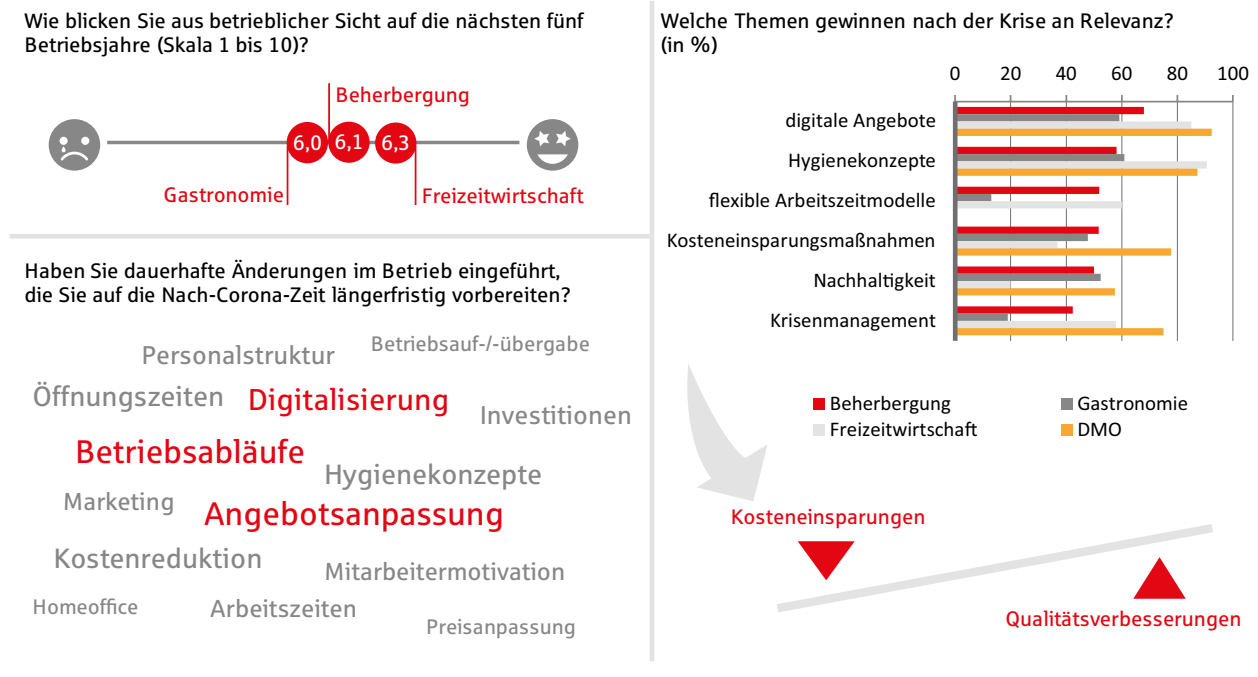 Wie blicken Sie aus betrieblicher Sicht auf die nächsten fünf
Betriebsjahre (Skala 1 bis 10)?
Beherbergung
6,0 6,1 6,3
Gastronomie
Freizeitwirtschaft
Haben Sie dauerhafte Änderungen im Betrieb eingeführt,
die Sie auf die Nach-Corona-Zeit längerfristig vorbereiten?
Personalstruktur
Betriebsauf-/-übergabe
Öffnungszeiten
Digitalisierung
Investitionen
Betriebsabläufe
Hygienekonzepte
Marketing
Angebotsanpassung
Kostenreduktion
Mitarbeitermotivation
Homeoffice
Arbeitszeiten
Preisanpassung
Welche Themen gewinnen nach der Krise an Relevanz?
(in %)
0 20 40 60 80 100
digitale Angebote
Hygienekonzepte
flexible Arbeitszeitmodelle
Kosteneinsparungsmaßnahmen
Nachhaltigkeit
Krisenmanagement
Beherbergung
Gastronomie
Freizeitwirtschaft
DMO
Kosteneinsparungen
Qualitätsverbesserungen